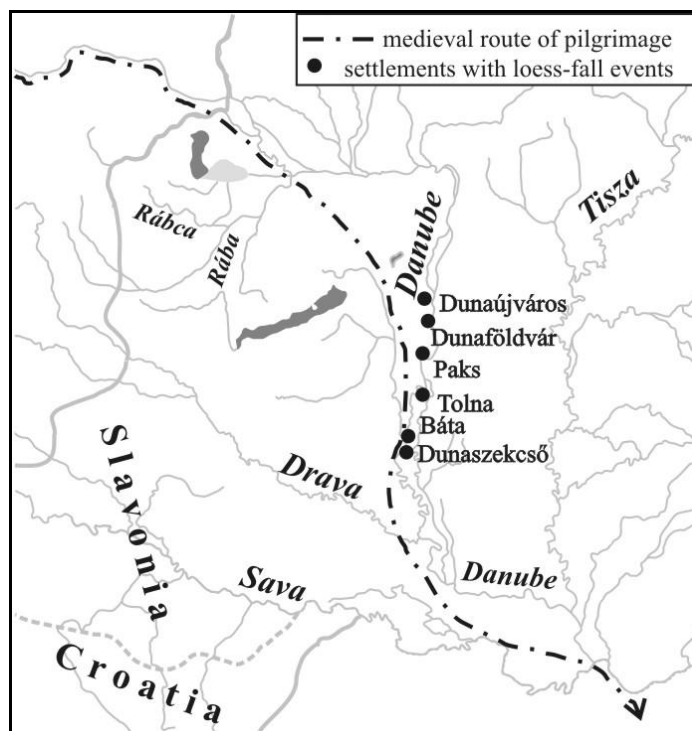 medieval route of pilgrimage
settlements with loess-fall events
Tisza
Rábca
Rába
Danube
Dunaújváros
Dunaföldvár
Paks
Tolna
Báta
Dunaszekcső
Slavonia
Drava
Sava
Danube
Croatia